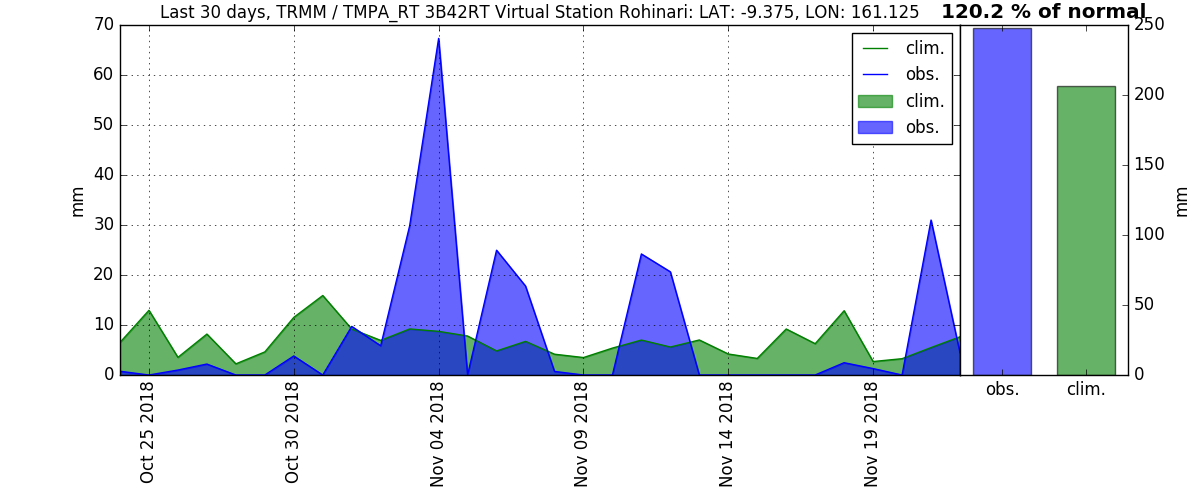 Last 30 days, TRMM / TMPA_RT 3B42RT Virtual Station Rohinari: LAT: -9.375, LON: 161.125
120.2 % of normal
70
60
50
40
30
20
10
0
mm
clim.
obs.
clim.
obs.
250
200
150
100
50
0
mm
obs.
clim.
Oct 25 2018
Oct 30 2018
Nov 04 2018
Nov 09 2018
Nov 14 2018
Nov 19 2018